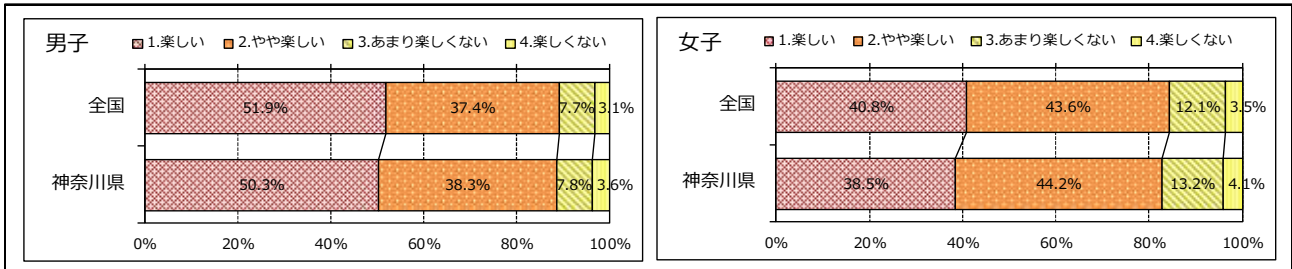 男子 1.楽しい 2.やや楽しい 3.あまり楽しくない 4.楽しくない
全国 51.9% 37.4% 7.7% 3.1%
神奈川県 50.3% 38.3% 7.8% 3.6%
0% 20% 40% 60% 80% 100%
女子 1.楽しい 2.やや楽しい 3.あまり楽しくない 4.楽しくない
全国 40.8% 43.6% 12.1% 3.5%
神奈川県 38.5% 44.2% 13.2% 4.1%
0% 20% 40% 60% 80% 100%